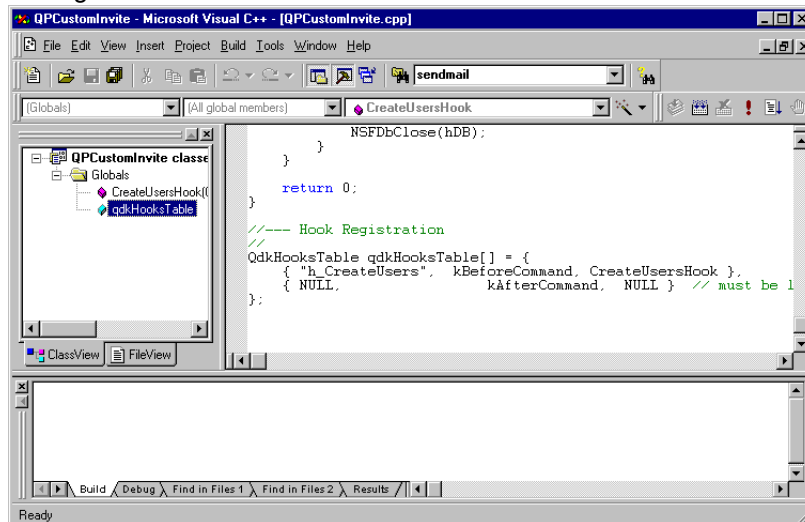 QPCustomInvite - Microsoft Visual C++ - [QPCustomInvite.cpp]
File Edit View Insert Project Build Tools Window Help
sendmail
(Globals) (All global members) CreateUsersHook
QPCustomInvite classe
Globals
CreateUsersHook((
qdkHooksTable
ClassView FileView
NSFDbClose(hDB);
}
}
return 0;
}
//--- Hook Registration
//
QdkHooksTable qdkHooksTable[] = {
{ "h_CreateUsers", kBeforeCommand, CreateUsersHook },
{ NULL, kAfterCommand, NULL } // must be l
};
Build Debug Find in Files 1 Find in Files 2 Results
Ready